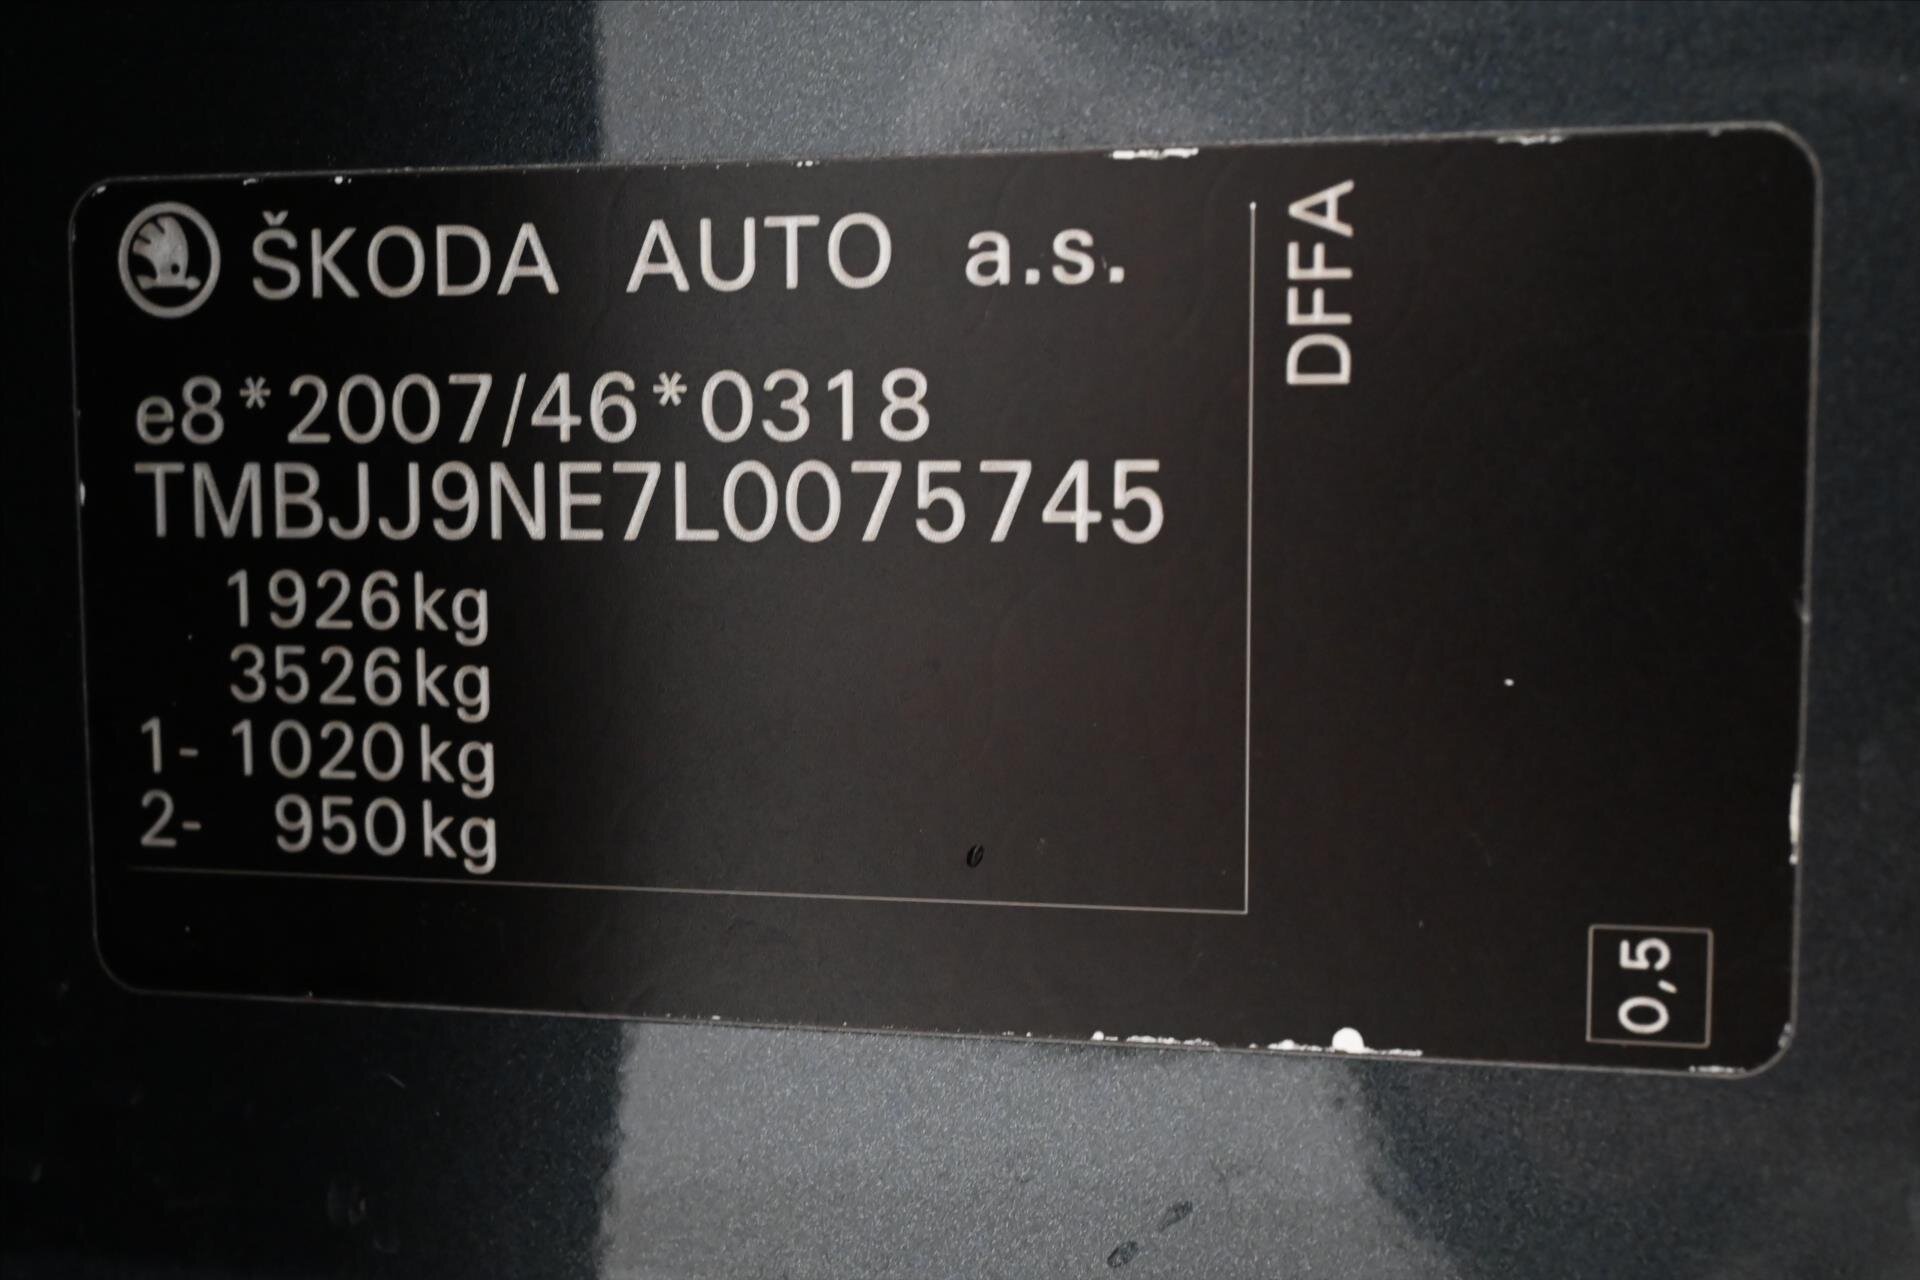 ŠKODA AUTO a.s.
e8*2007/46*0318
TMBJJ9NE7L0075745
1926kg
3526kg
1- 1020kg
2- 950kg
DFFA
0,5